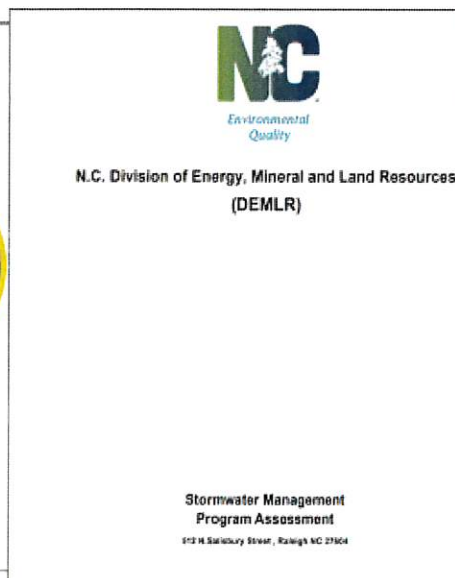 NC
Environmental
Quality
N.C. Division of Energy, Mineral and Land Resources
(DEMLR)
Stormwater Management
Program Assessment
512 N.Salisbury Street , Raleigh NC 27604